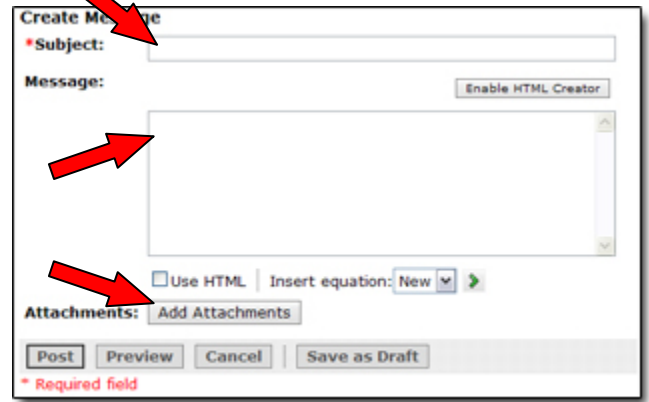 Create Message
*Subject:
Message:
Enable HTML Creator
Use HTML | Insert equation: New
Attachments: Add Attachments
Post Preview Cancel | Save as Draft
* Required field